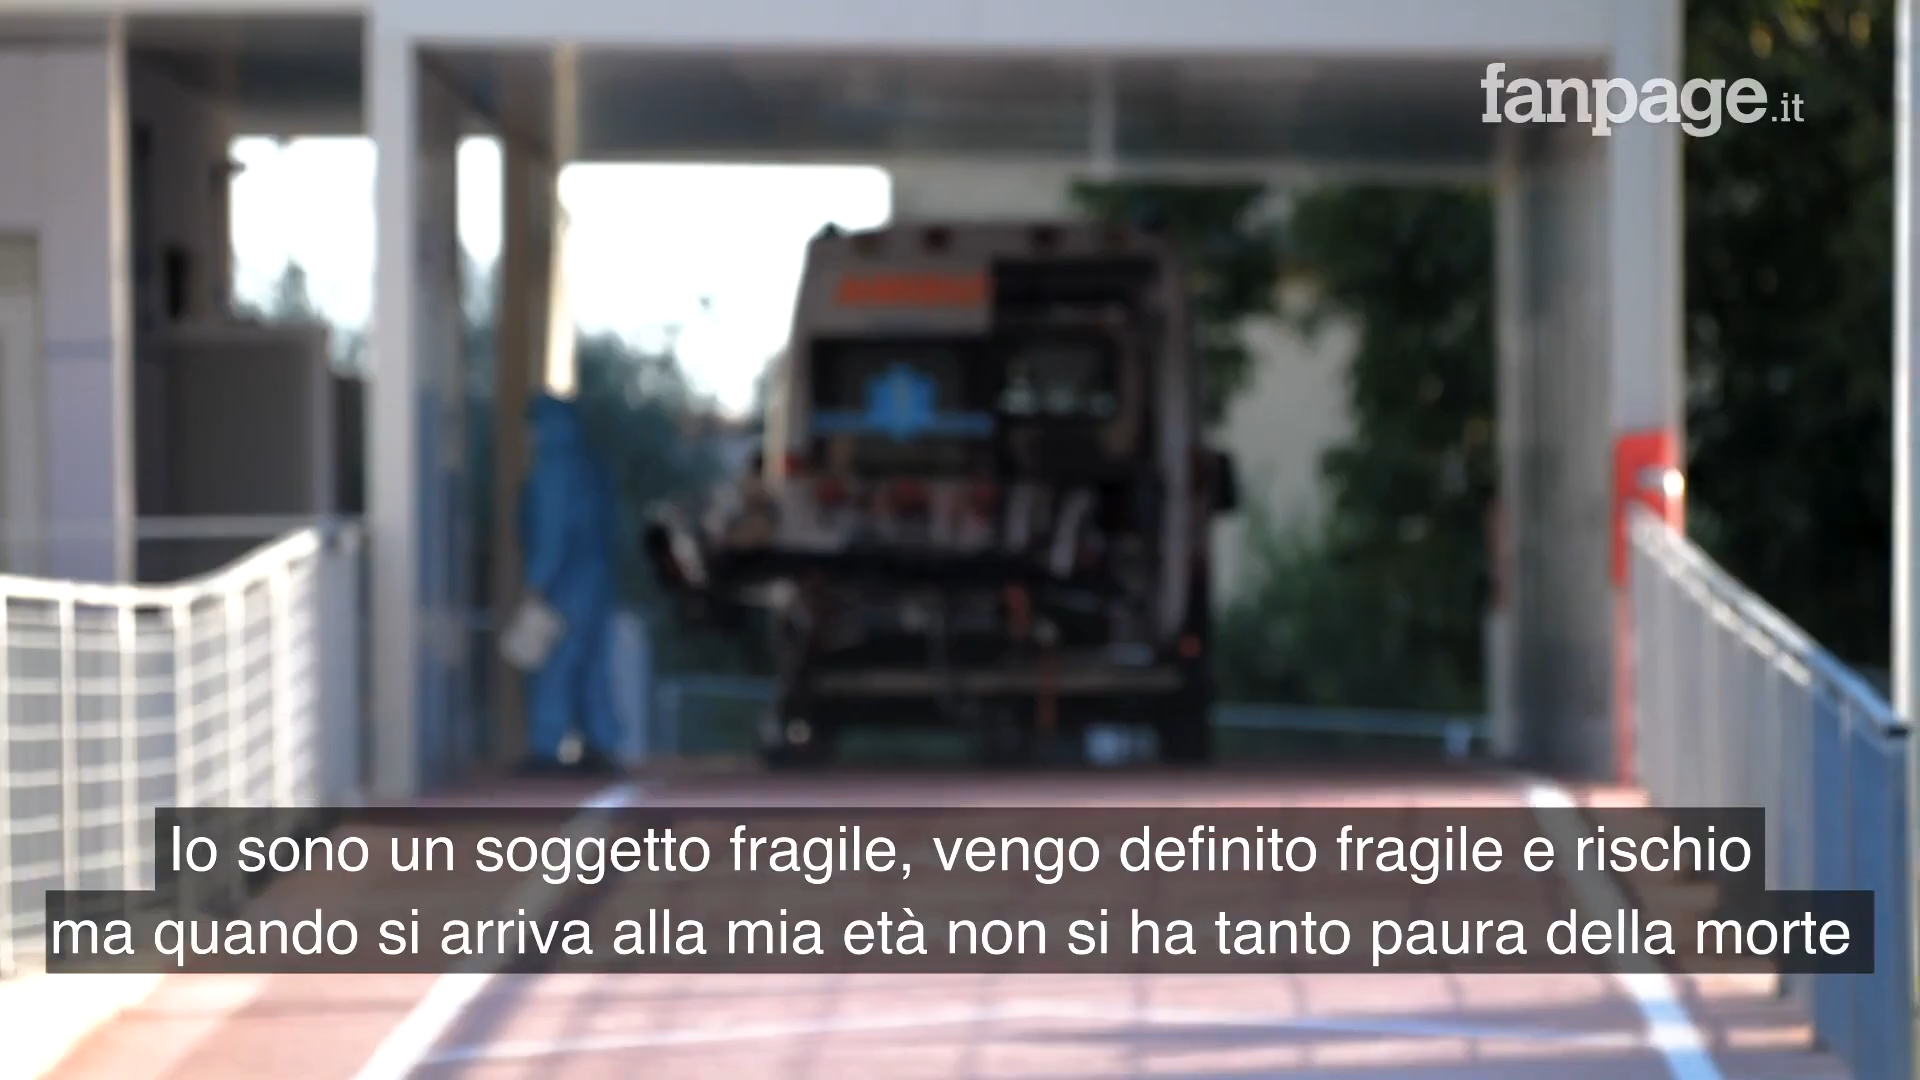 fanpage.it
Io sono un soggetto fragile, vengo definito fragile e rischio
ma quando si arriva alla mia età non si ha tanto paura della morte